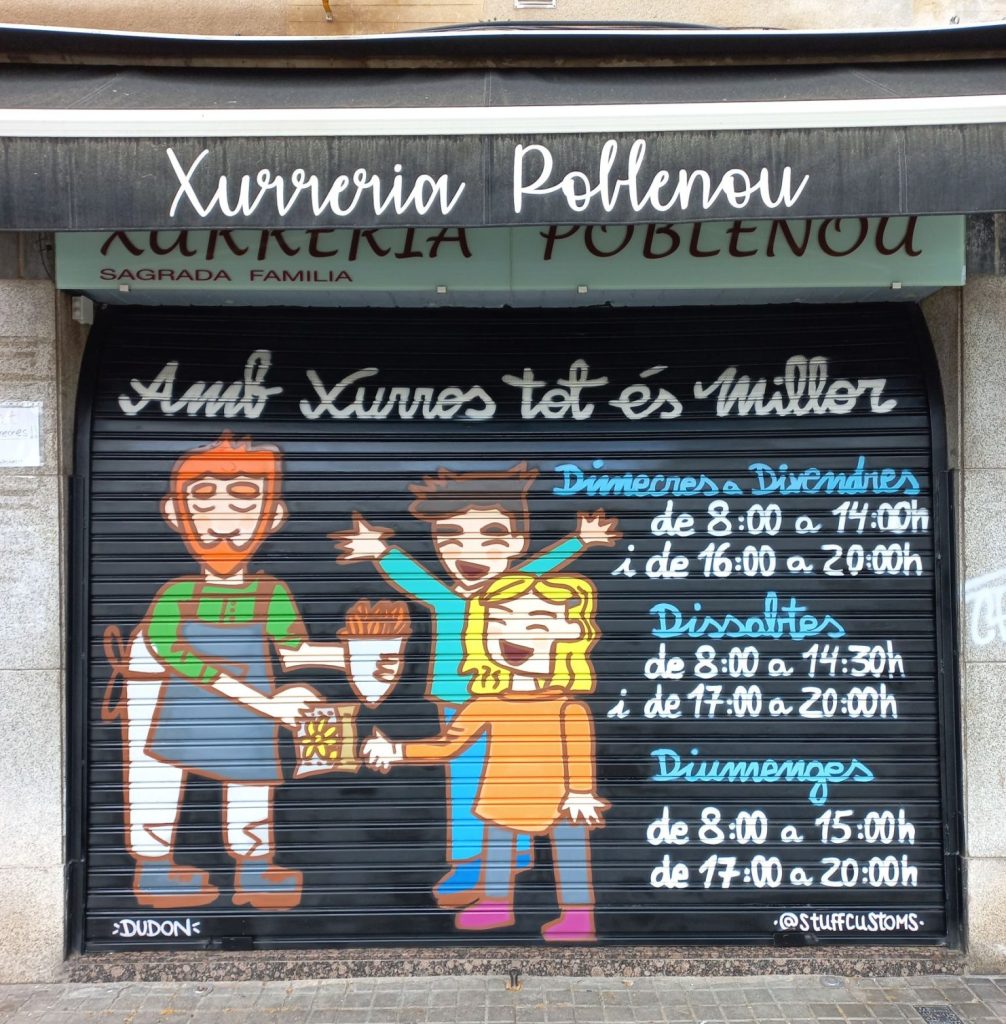 Xurreria Poblenou
XURRERIA POBLENOU
SAGRADA FAMILIA
Amb Xurros tot és Millor
Dimecres a Divendres
de 8:00 a 14:00h
i de 16:00 a 20:00h
Dissabtes
de 8:00 a 14:30h
i de 17:00 a 20:00h
Diumenges
de 8:00 a 15:00h
de 17:00 a 20:00h
DUDON
·@STUFFCUSTOMS·